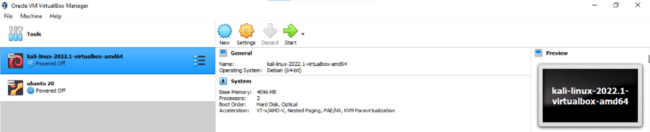 Oracle VM VirtualBox Manager
File Machine Help
Tools
New Settings Discard Start
kali-linux-2022.1-virtualbox-amd64
Powered Off
ubuntu 20
Powered Off
General
Name: kali-linux-2022.1-virtualbox-amd64
Operating System: Debian (64-bit)
System
Base Memory: 4096 MB
Processors: 2
Boot Order: Hard Disk, Optical
Acceleration: VT-x/AMD-V, Nested Paging, PAE/NX, KVM Paravirtualization
Preview
kali-linux-2022.1-
virtualbox-amd64